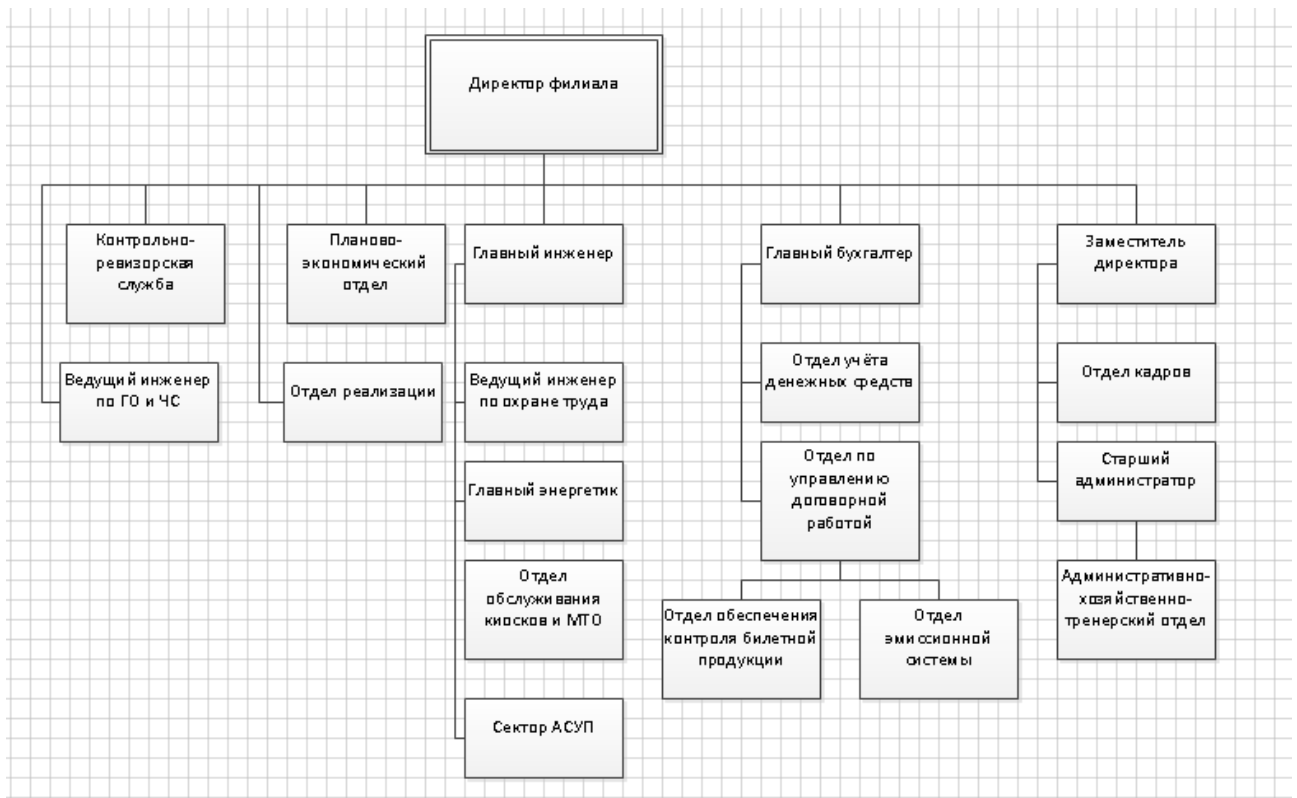 Директор филиала
Контрольно-
ревизорская
служба
Планово-
экономический
отдел
Главный инженер
Главный бухгалтер
Заместитель
директора
Ведущий инженер
по ГО и ЧС
Отдел реализации
Ведущий инженер
по охране труда
Отдел учёта
денежных средств
Отдел кадров
Главный энергетик
Отдел по
управлению
договорной
работой
Старший
администратор
Отдел
обслуживания
киосков и МТО
Отдел обеспечения
контроля билетной
продукции
Отдел
эмиссионной
системы
Административно-
хозяйственно-
тренерский отдел
Сектор АСУП